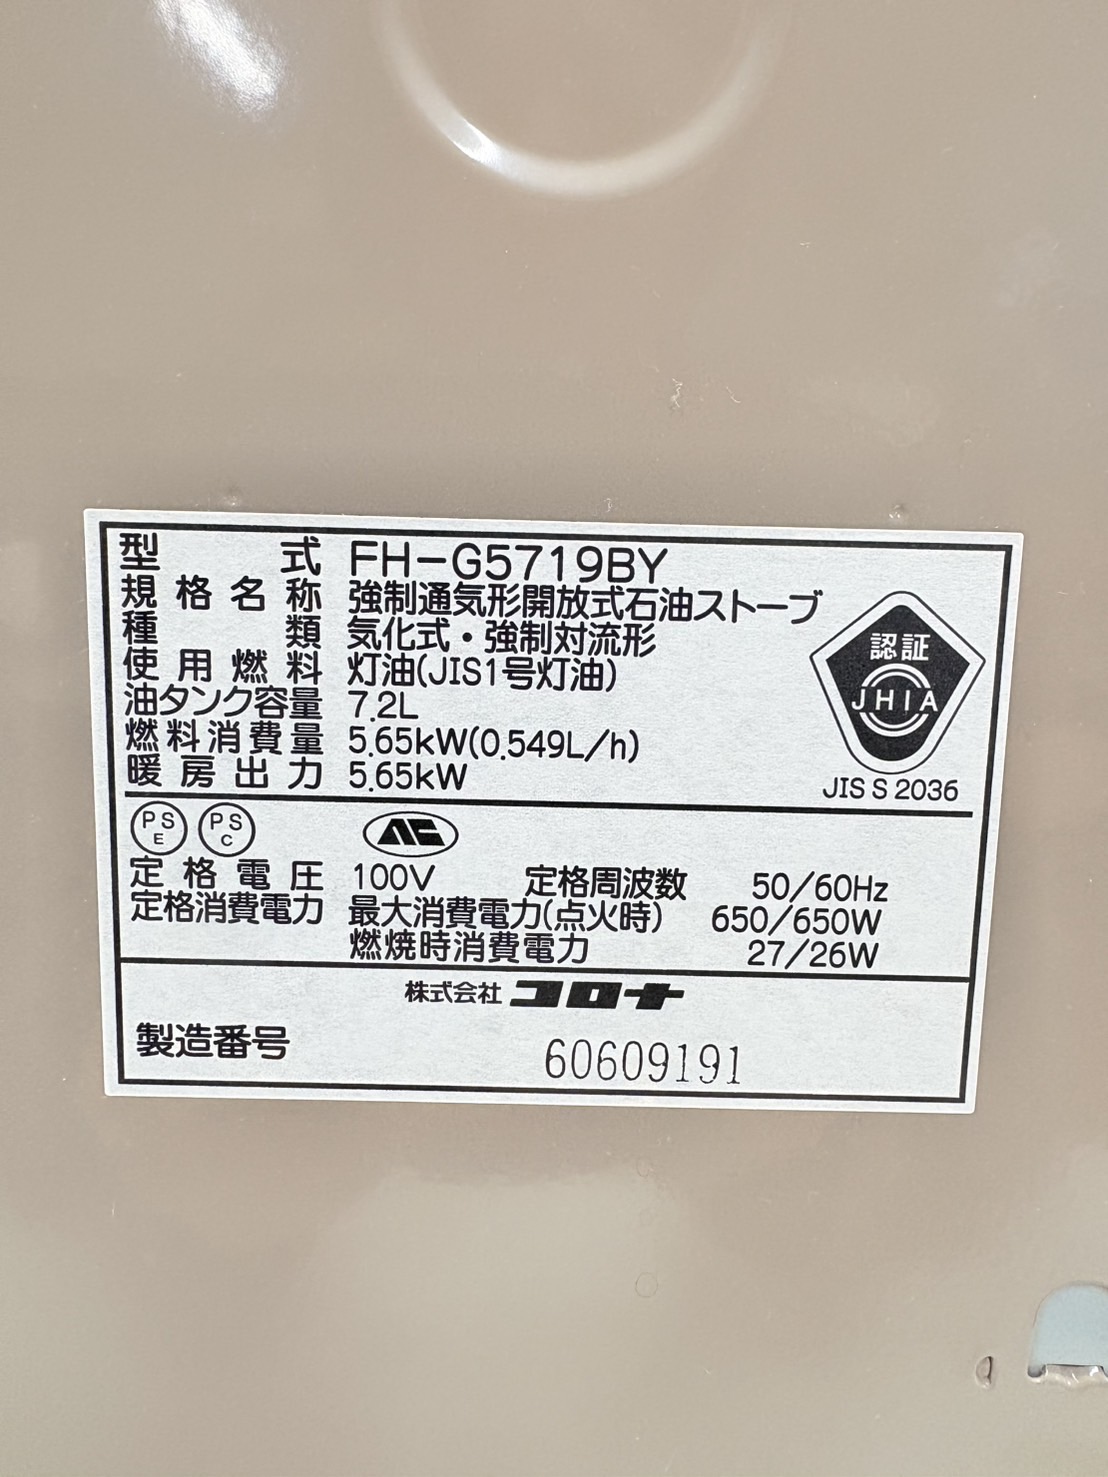 型式 FH-G5719BY
規格名称 強制通気形開放式石油ストーブ
種類 気化式・強制対流形
使用燃料 灯油(JIS1号灯油)
油タンク容量 7.2L
燃料消費量 5.65kW(0.549L/h)
暖房出力 5.65kW
認証
JHIA
JIS S 2036
PS E PS C
定格電圧 100V 定格周波数 50/60Hz
定格消費電力 最大消費電力(点火時) 650/650W
燃焼時消費電力 27/26W
株式会社 コロナ
製造番号 60609191